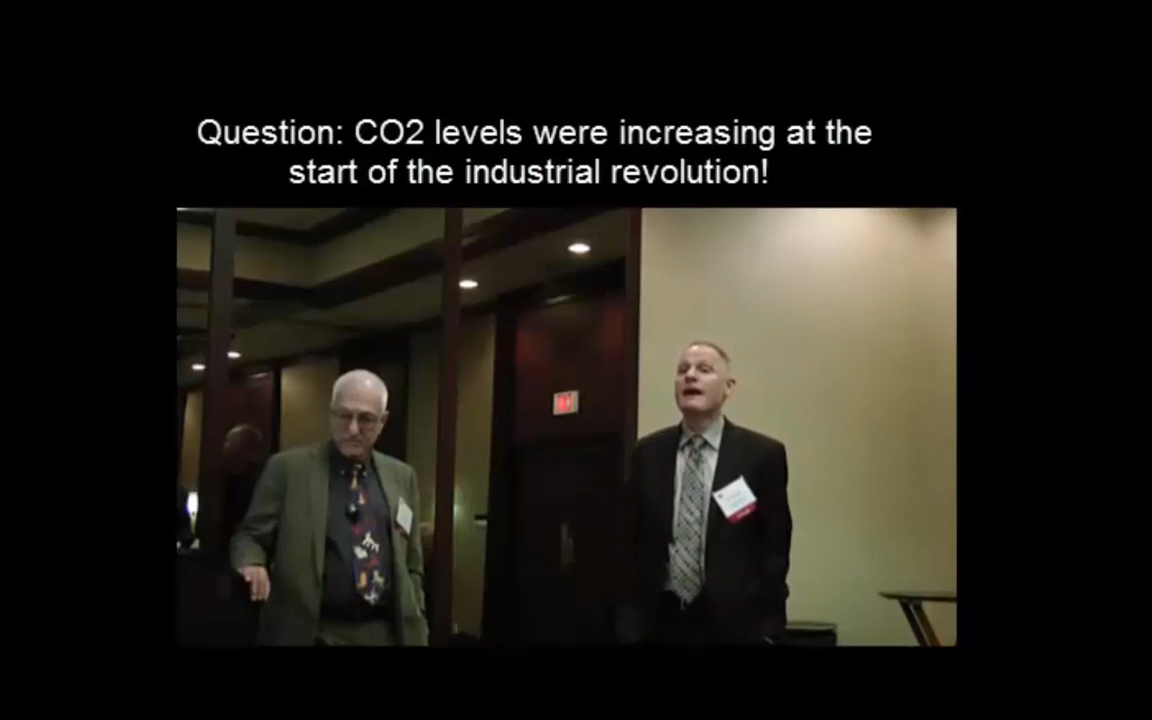 Question: CO2 levels were increasing at the
start of the industrial revolution!